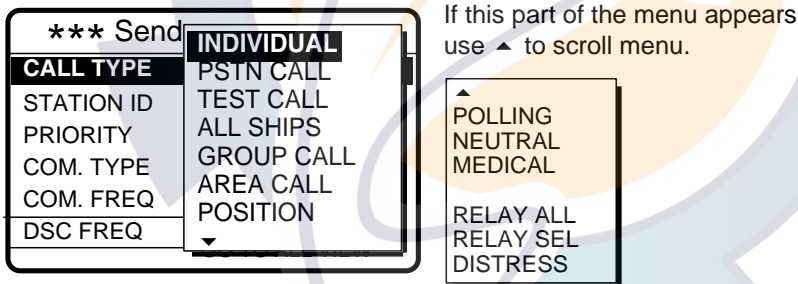 *** Send
CALL TYPE
STATION ID
PRIORITY
COM. TYPE
COM. FREQ
DSC FREQ
INDIVIDUAL
PSTN CALL
TEST CALL
ALL SHIPS
GROUP CALL
AREA CALL
POSITION
If this part of the menu appears
use ▲ to scroll menu.
POLLING
NEUTRAL
MEDICAL
RELAY ALL
RELAY SEL
DISTRESS